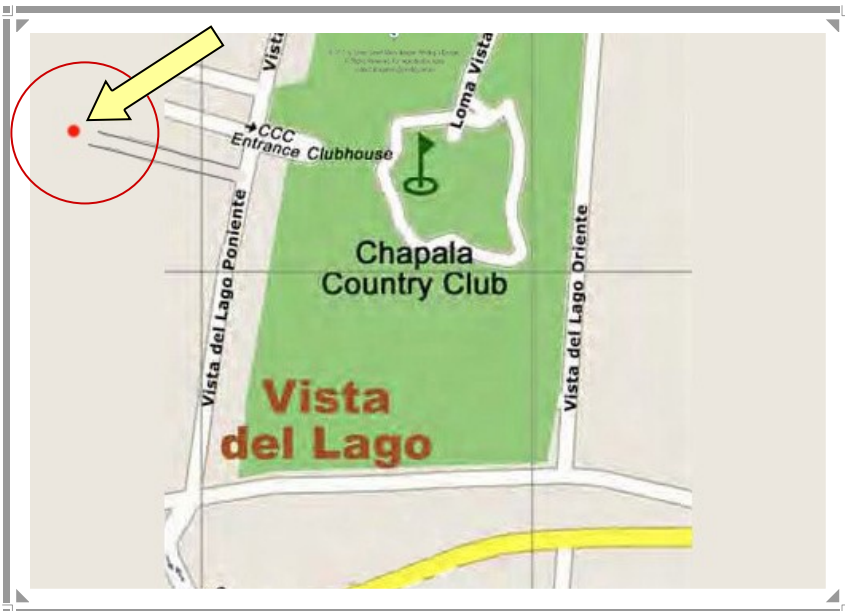 Vista
Loma Vista
➔CCC
Entrance Clubhouse
Chapala
Country Club
Vista del Lago Poniente
Vista del Lago Oriente
Vista
del Lago